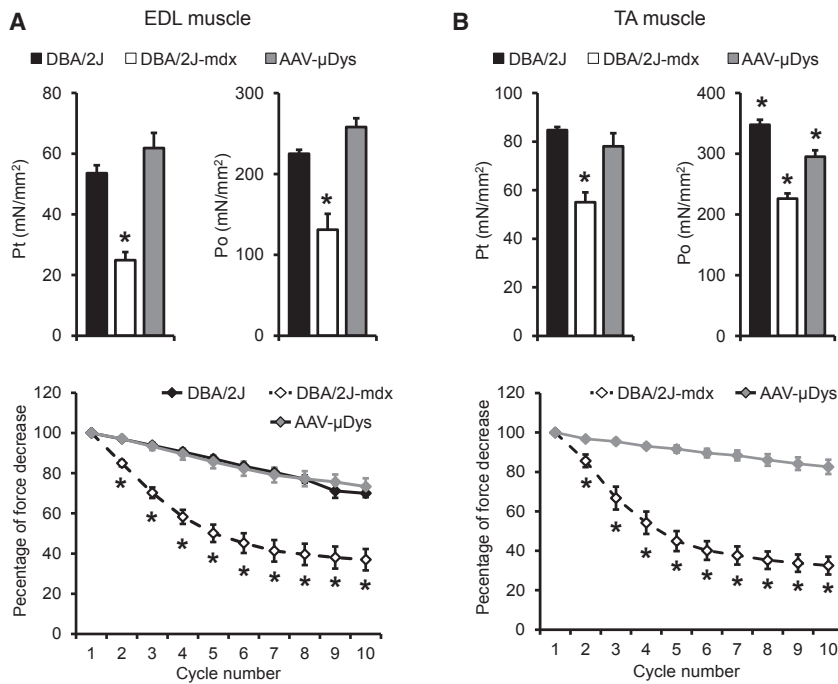 A EDL muscle
DBA/2J DBA/2J-mdx AAV-μDys
Pt (mN/mm²)
80
60
40
20
0
*
Po (mN/mm²)
300
200
100
0
*
Pecentage of force decrease
120
100
80
60
40
20
0
DBA/2J DBA/2J-mdx
AAV-μDys
* * * * * * * * *
1 2 3 4 5 6 7 8 9 10
Cycle number
B TA muscle
DBA/2J DBA/2J-mdx AAV-μDys
Pt (mN/mm²)
100
80
60
40
20
0
*
Po (mN/mm²)
400
300
200
100
0
* * *
Pecentage of force decrease
120
100
80
60
40
20
0
DBA/2J-mdx AAV-μDys
* * * * * * * * *
1 2 3 4 5 6 7 8 9 10
Cycle number